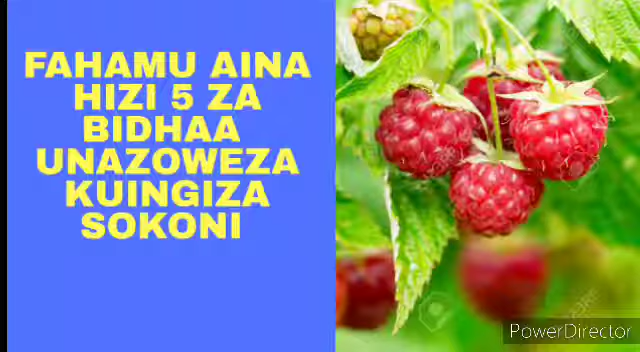 FAHAMU AINA
HIZI 5 ZA
BIDHAA
UNAZOWEZA
KUINGIZA
SOKONI
PowerDirector